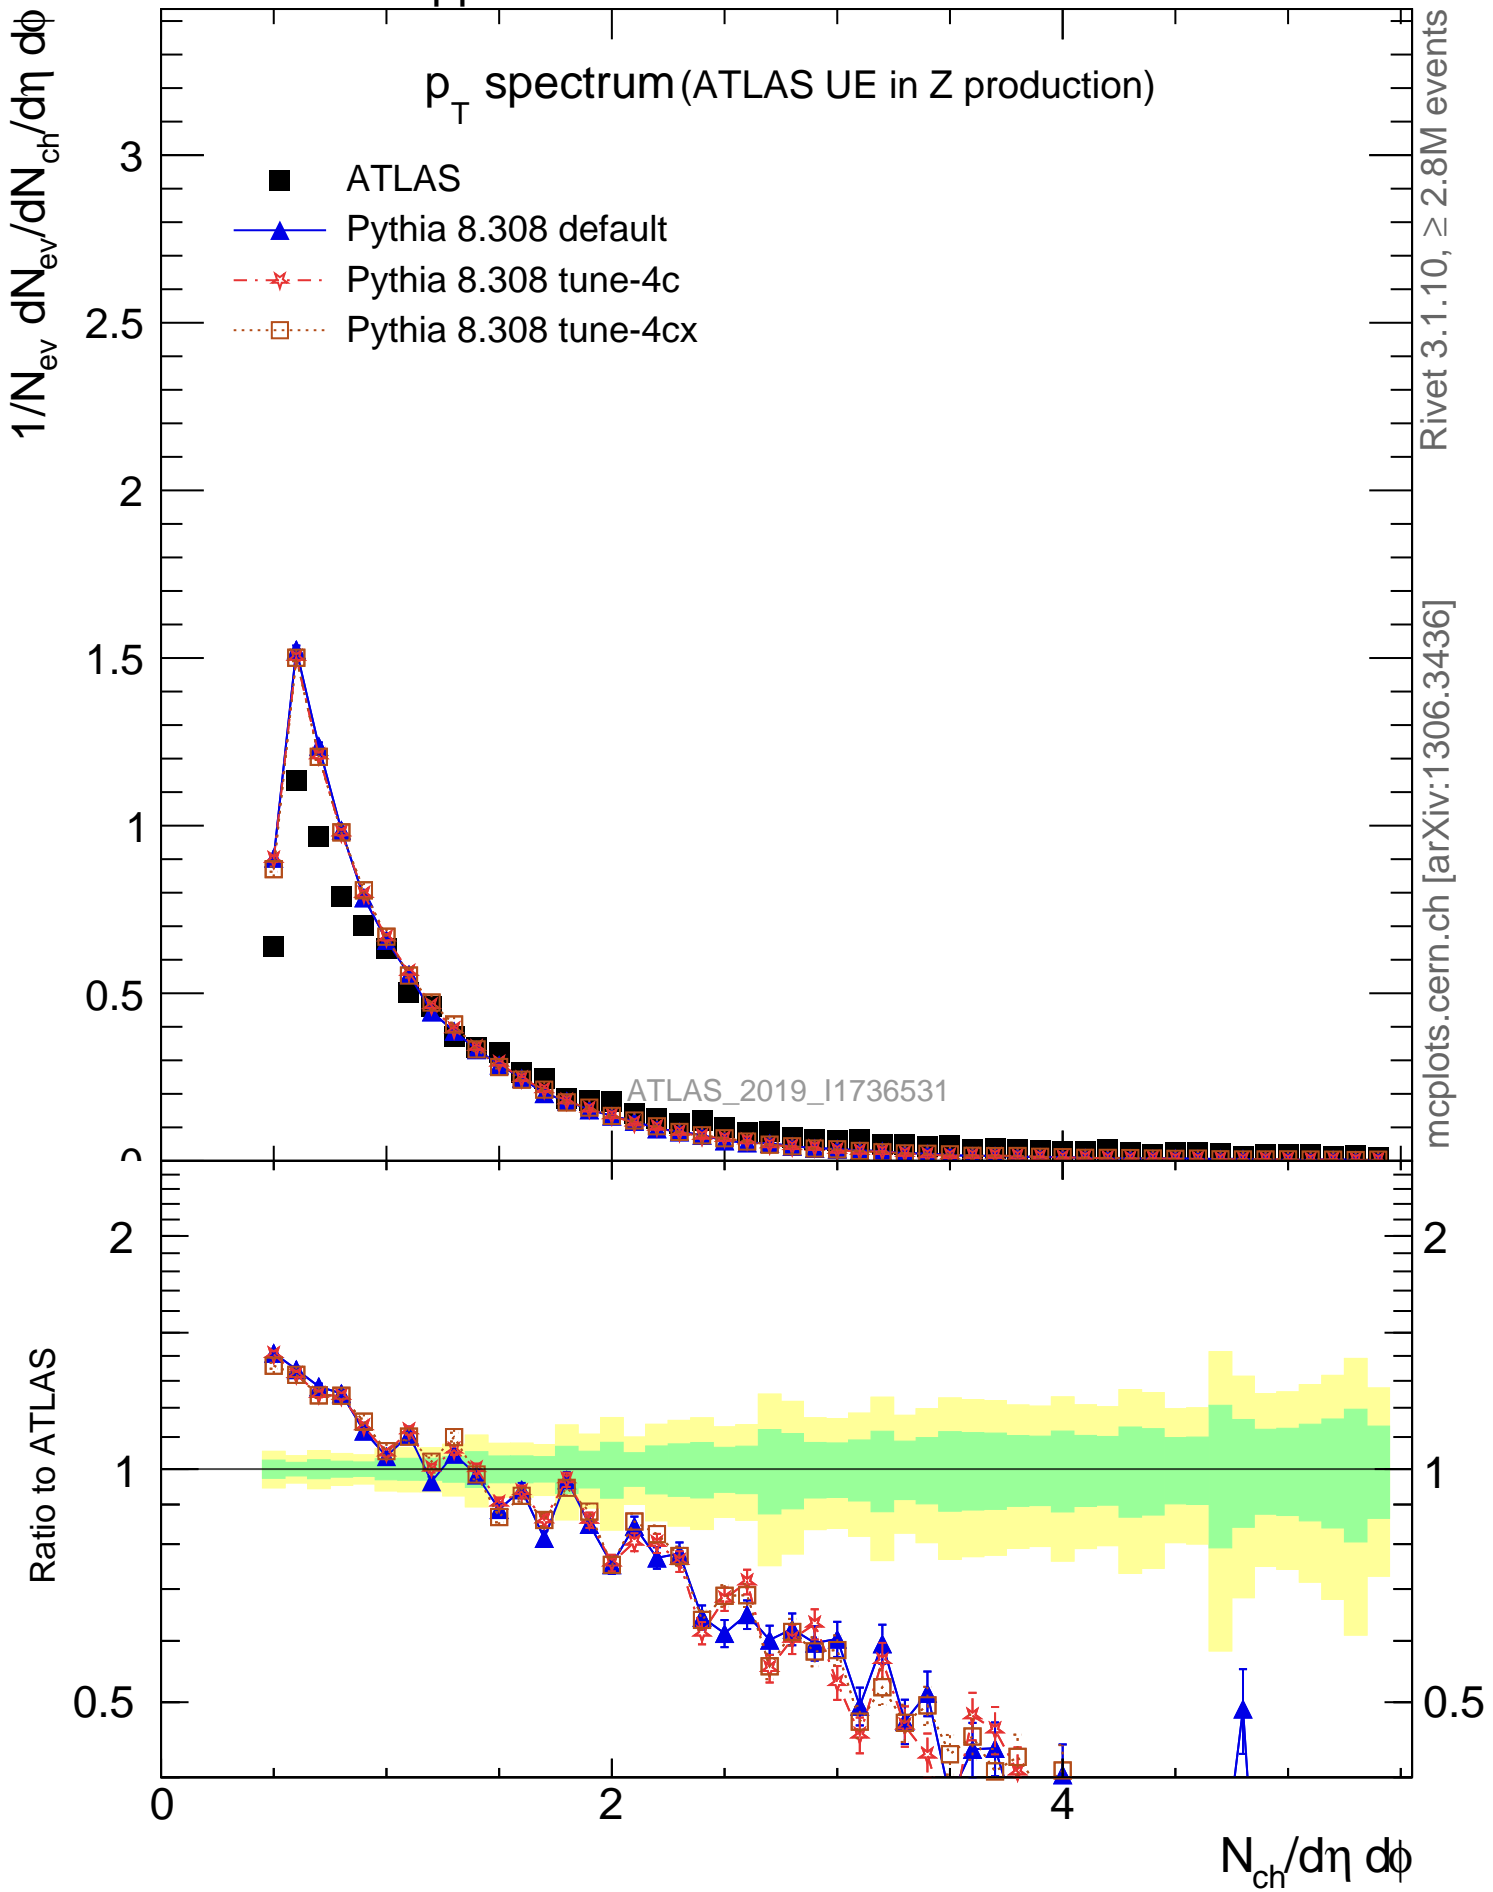 p_T spectrum (ATLAS UE in Z production)
1/N_ev dN_ev/dN_ch/dη dϕ
ATLAS
Pythia 8.308 default
Pythia 8.308 tune-4c
Pythia 8.308 tune-4cx
3
2.5
2
1.5
1
0.5
0
ATLAS_2019_I1736531
Rivet 3.1.10, ≥ 2.8M events
mcplots.cern.ch [arXiv:1306.3436]
Ratio to ATLAS
2
1
0.5
2
1
0.5
0 2 4
N_ch/dη dϕ